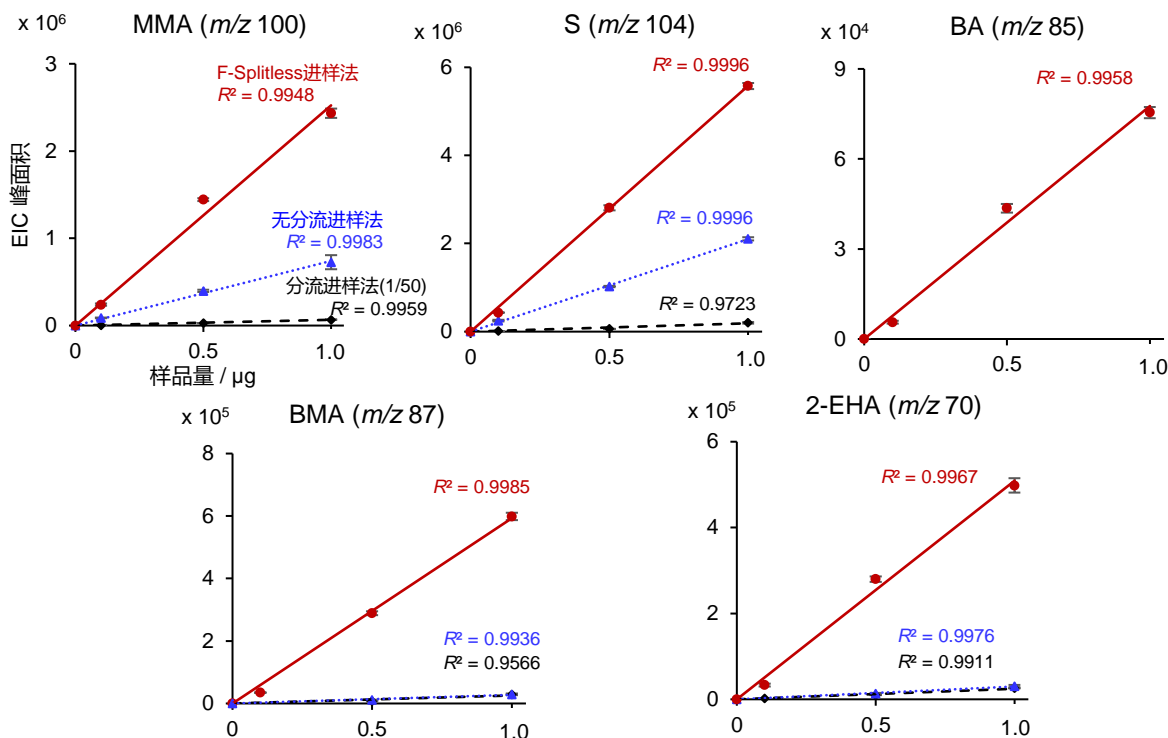 x 10⁶
MMA (m/z 100)
3
2
1
0
EIC 峰面积
F-Splitless进样法
R² = 0.9948
无分流进样法
R² = 0.9983
分流进样法(1/50)
R² = 0.9959
0
0.5
1.0
样品量 / µg
x 10⁶
S (m/z 104)
6
4
2
0
R² = 0.9996
R² = 0.9996
R² = 0.9723
0
0.5
1.0
x 10⁴
BA (m/z 85)
9
6
3
0
R² = 0.9958
0
0.5
1.0
x 10⁵
BMA (m/z 87)
8
6
4
2
0
R² = 0.9985
R² = 0.9936
R² = 0.9566
0
0.5
1.0
x 10⁵
2-EHA (m/z 70)
6
4
2
0
R² = 0.9967
R² = 0.9976
R² = 0.9911
0
0.5
1.0